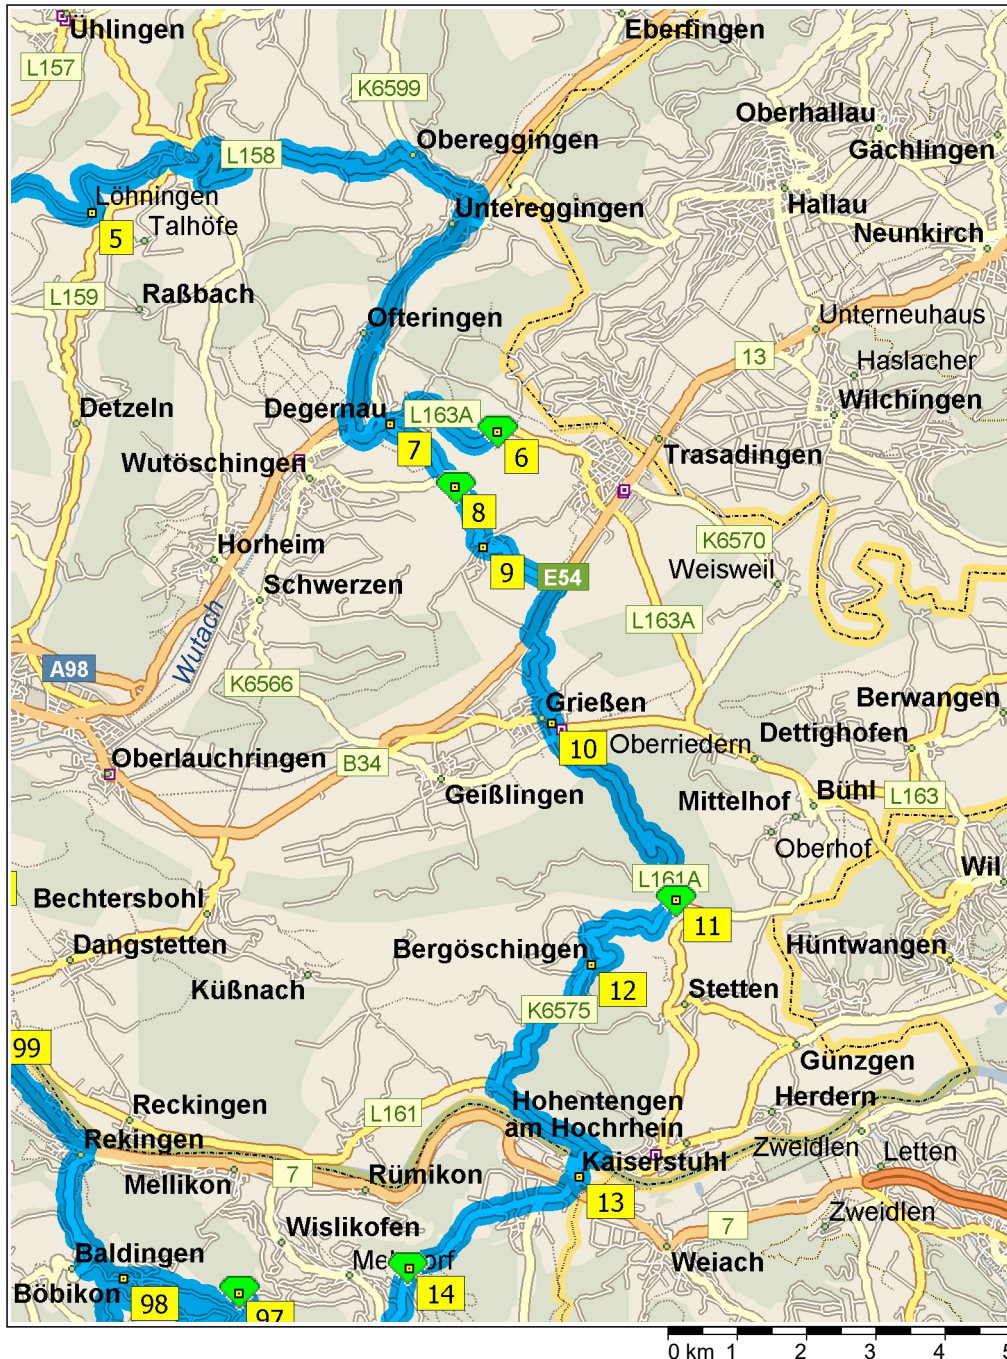 Ühlingen
Eberfingen
L157
K6599
Oberhallau
Obereggingen
Gächlingen
L158
Löhningen
Hallau
5
Talhöfe
Untereggingen
Neunkirch
L159
Raßbach
Unterneuhaus
Ofteringen
13
Haslacher
Detzeln
Degernau
L163A
Wilchingen
7
6
Trasadingen
Wutöschingen
8
K6570
Horheim
9
Weisweil
Schwerzen
E54
L163A
Wutach
A98
K6566
Grießen
Berwangen
10
Oberriedern
Dettighofen
Oberlauchringen
B34
Geißlingen
Mittelhof
Bühl
L163
Oberhof
L161A
Wil
Bechtersbohl
11
Dangstetten
Bergöschingen
Hüntwangen
Küßnach
12
Stetten
K6575
99
Günzgen
Reckingen
L161
Hohentengen
am Hochrhein
Herdern
Rekingen
Zweidlen
Letten
Mellikon
7
Rümikon
Kaiserstuhl
13
Wislikofen
7
Zweidlen
Baldingen
Weiach
Böbikon
98
97
14
0 km 1 2 3 4 5